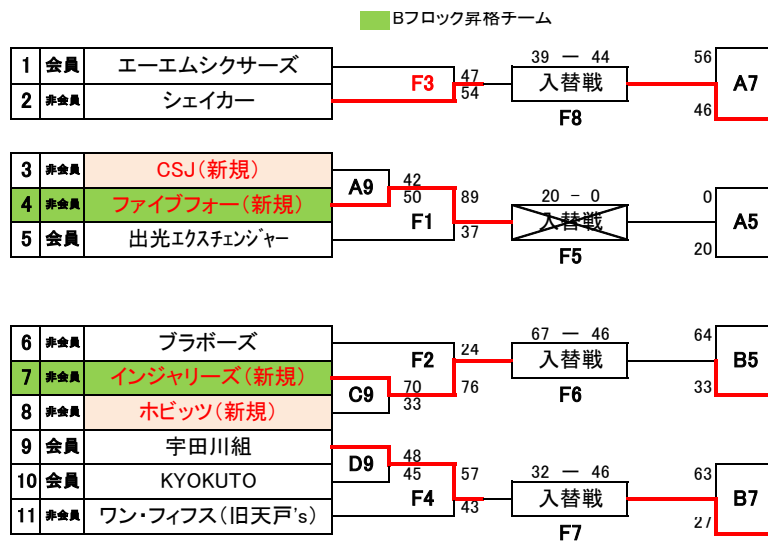 Bフロック昇格チーム
1 会員 エーエムシクサーズ
2 非会員 シェイカー
F3
47
54
39 － 44
入替戦
F8
56
46
A7
3 非会員 CSJ（新規）
4 非会員 ファイブフォー（新規）
5 会員 出光エクスチェンジャー
A9
42
50
F1
89
37
20 － 0
入替戦
F5
0
20
A5
6 非会員 ブラボーズ
7 非会員 インジャリーズ（新規）
8 非会員 ホビッツ（新規）
9 会員 宇田川組
10 会員 KYOKUTO
11 非会員 ワン・フィフス（旧天戸's）
F2
24
76
C9
70
33
67 － 46
入替戦
F6
64
33
B5
D9
48
45
F4
57
43
32 － 46
入替戦
F7
63
27
B7